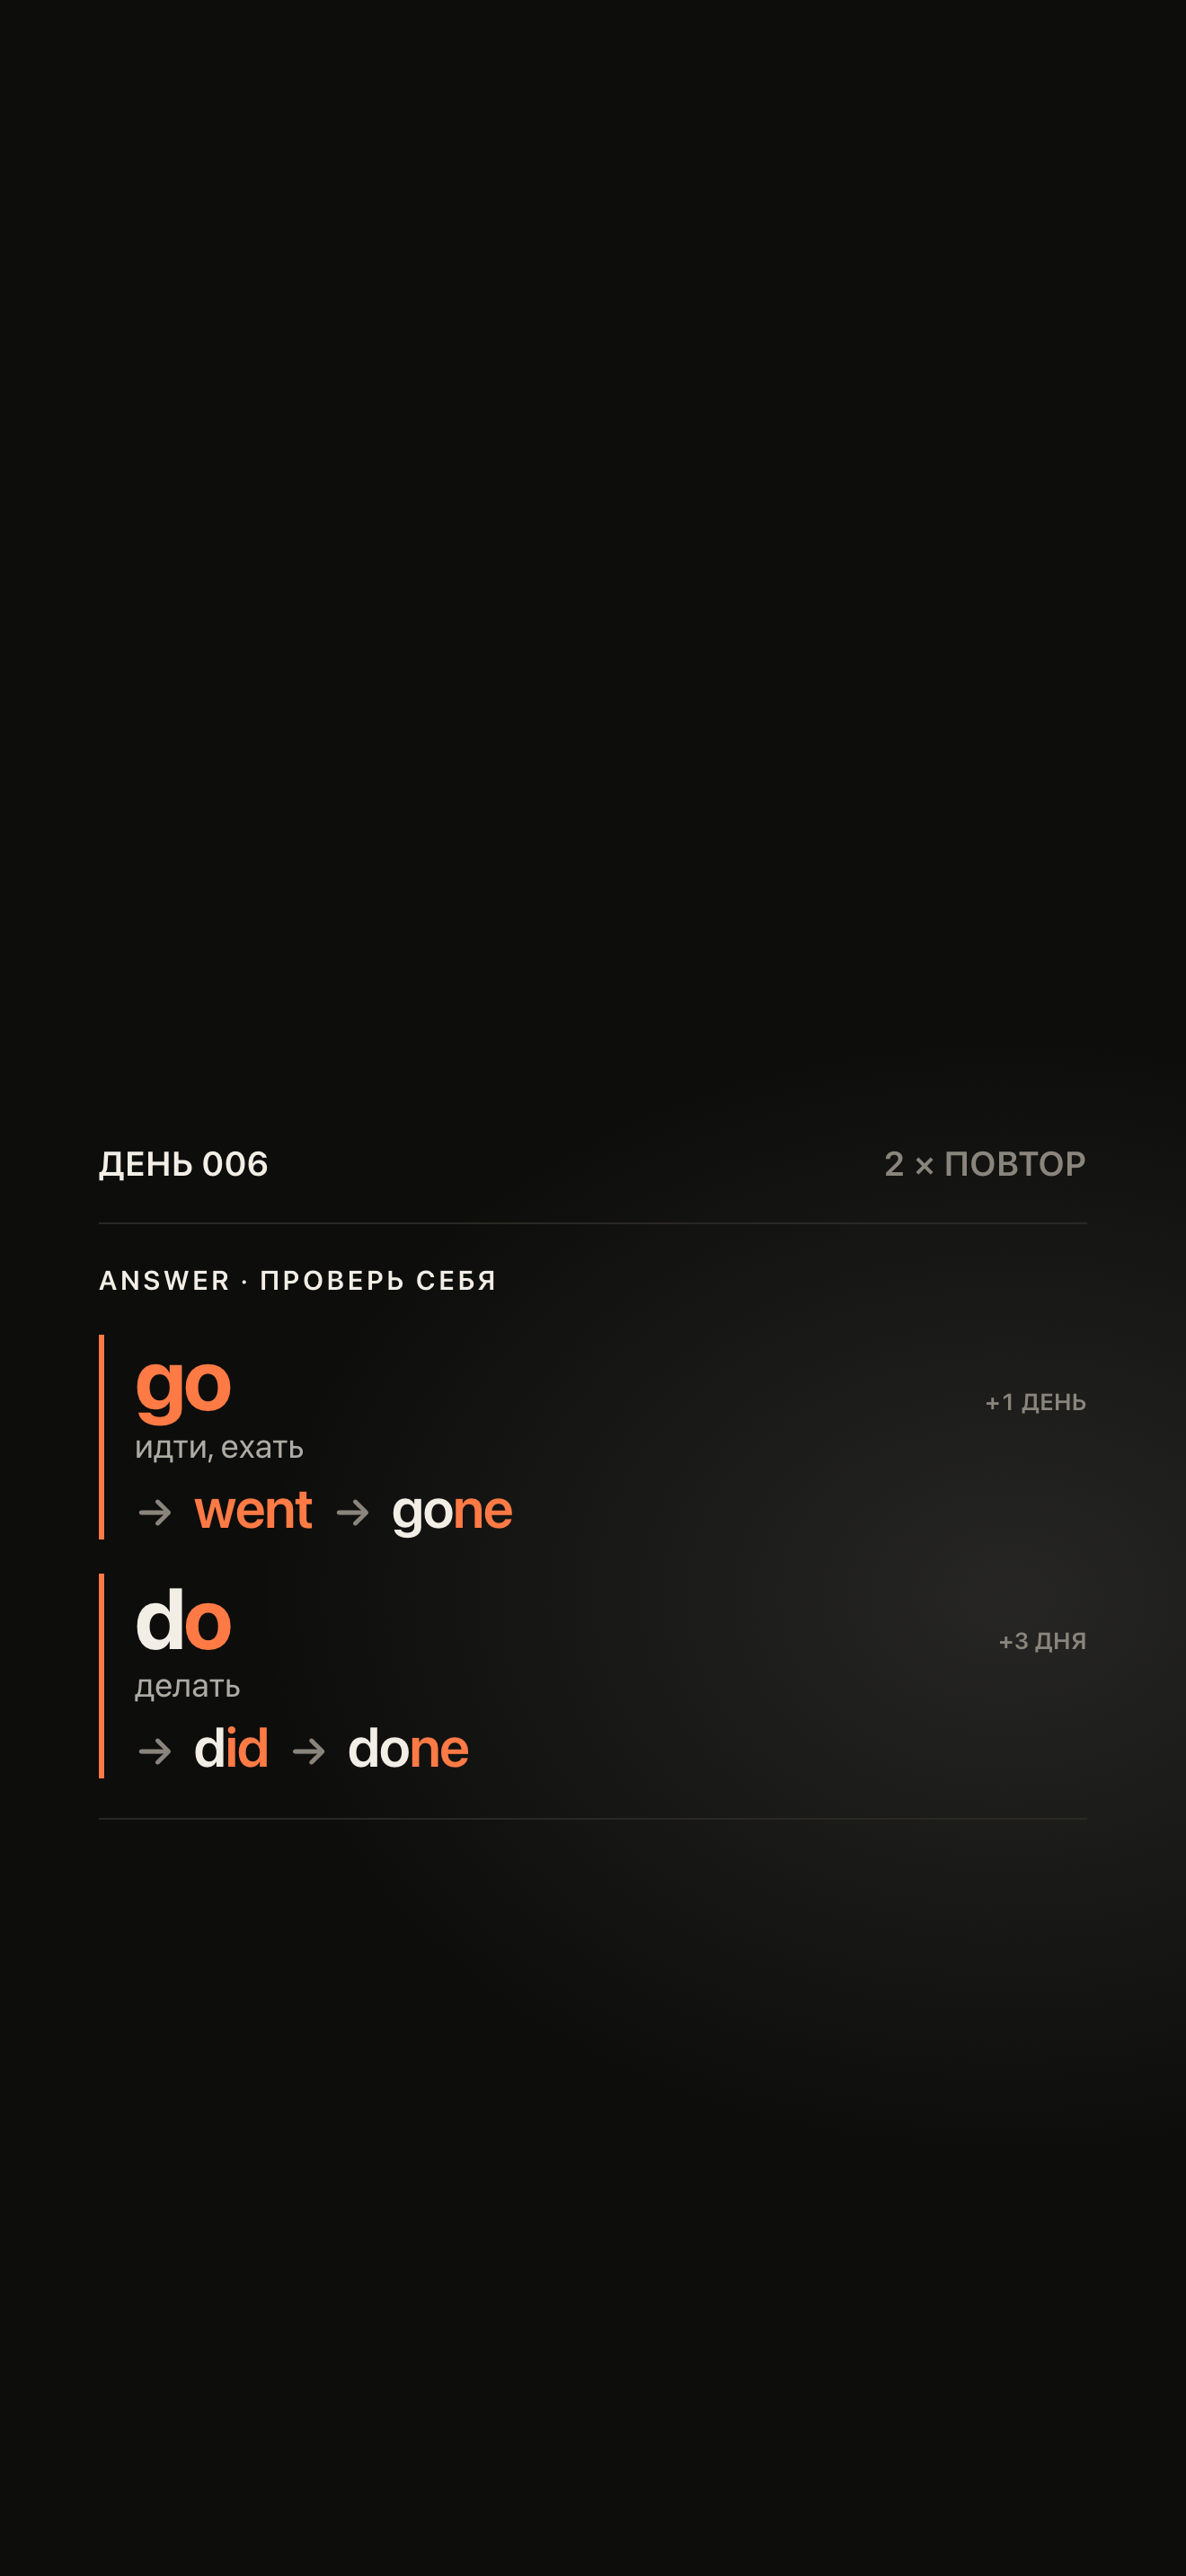 ДЕНЬ 006
2 × ПОВТОР
ANSWER · ПРОВЕРЬ СЕБЯ
go
+1 ДЕНЬ
идти, ехать
→ went → gone
do
+3 ДНЯ
делать
→ did → done